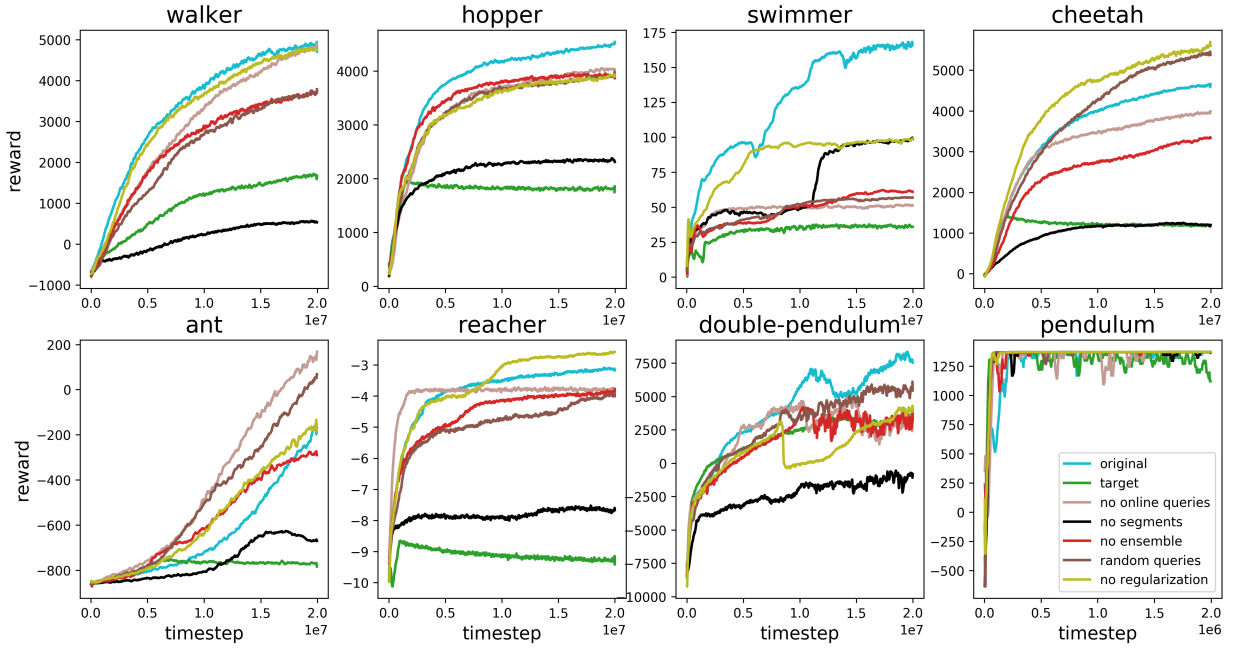 walker hopper swimmer cheetah
reward
5000
4000
3000
2000
1000
0
−1000
0.0 0.5 1.0 1.5 2.0
1e7
4000
3000
2000
1000
0
0.0 0.5 1.0 1.5 2.0
1e7
175
150
125
100
75
50
25
0
0.0 0.5 1.0 1.5 2.0
1e7
5000
4000
3000
2000
1000
0
0.0 0.5 1.0 1.5 2.0
1e7
ant reacher double-pendulum pendulum
reward
200
0
−200
−400
−600
−800
0.0 0.5 1.0 1.5 2.0
timestep 1e7
−3
−4
−5
−6
−7
−8
−9
−10
0.0 0.5 1.0 1.5 2.0
timestep 1e7
7500
5000
2500
0
−2500
−5000
−7500
−10000
0.0 0.5 1.0 1.5 2.0
timestep 1e7
1250
1000
750
500
250
0
−250
−500
0.0 0.5 1.0 1.5 2.0
timestep 1e6
original
target
no online queries
no segments
no ensemble
random queries
no regularization